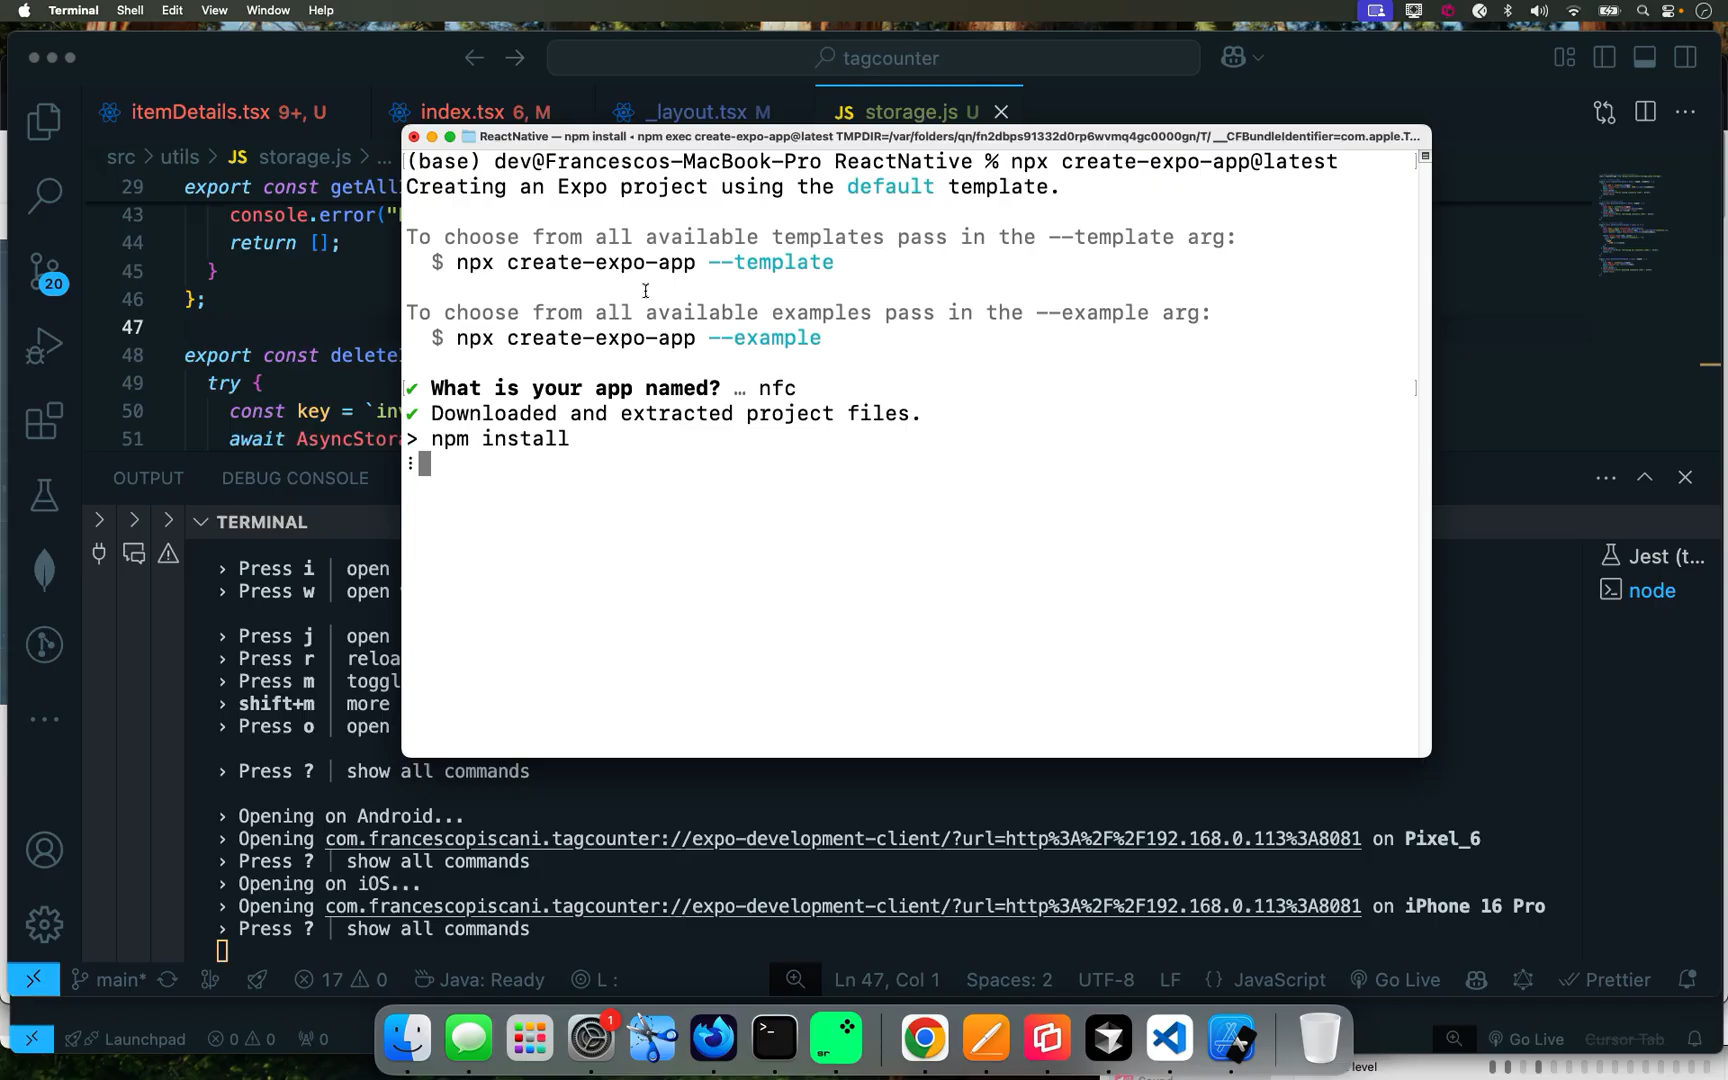 Terminal Shell Edit View Window Help
tagcounter
itemDetails.tsx 9+, U index.tsx 6, M _layout.tsx M storage.js U
src > utils > JS storage.js > ...
ReactNative — npm install ◂ npm exec create-expo-app@latest TMPDIR=/var/folders/qn/fn2dbps91332d0rp6wvmq4gc0000gn/T/ __CFBundleIdentifier=com.apple.T...
(base) dev@Francescos-MacBook-Pro ReactNative % npx create-expo-app@latest
Creating an Expo project using the default template.
To choose from all available templates pass in the --template arg:
$ npx create-expo-app --template
To choose from all available examples pass in the --example arg:
$ npx create-expo-app --example
✔ What is your app named? … nfc
✔ Downloaded and extracted project files.
> npm install
29 export const getAll
43 console.error("
44 return [];
45 }
46 };
47
48 export const delete
49 try {
50 const key = `in
51 await AsyncStor
20
OUTPUT DEBUG CONSOLE
TERMINAL
Jest (t...
node
› Press i │ open
› Press w │ open
› Press j │ open
› Press r │ reloa
› Press m │ toggl
› shift+m │ more
› Press o │ open
› Press ? │ show all commands
› Opening on Android...
› Opening com.francescopiscani.tagcounter://expo-development-client/?url=http%3A%2F%2F192.168.0.113%3A8081 on Pixel_6
› Press ? │ show all commands
› Opening on iOS...
› Opening com.francescopiscani.tagcounter://expo-development-client/?url=http%3A%2F%2F192.168.0.113%3A8081 on iPhone 16 Pro
› Press ? │ show all commands
main* 17 0 Java: Ready L : Ln 47, Col 1 Spaces: 2 UTF-8 LF {} JavaScript Go Live Prettier
Launchpad 0 0 0 Go Live Cursor Tab
1
sr
level